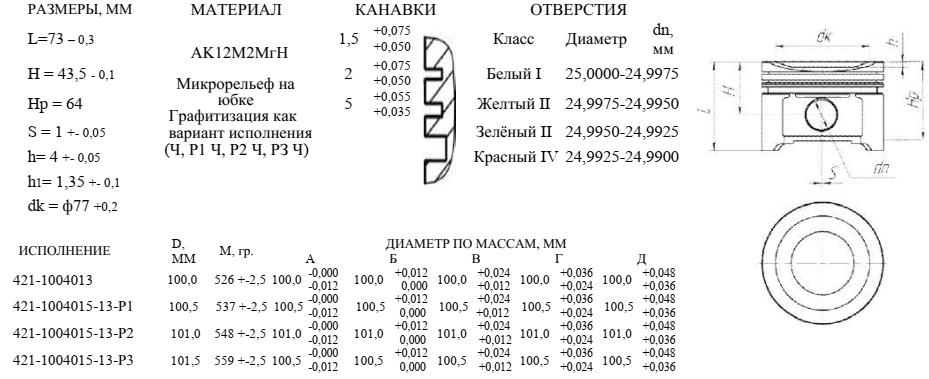 РАЗМЕРЫ, ММ МАТЕРИАЛ КАНАВКИ ОТВЕРСТИЯ
L=73 – 0,3
H = 43,5 - 0,1
Hp = 64
S = 1 +- 0,05
h= 4 +- 0,05
h1= 1,35 +- 0,1
dk = ф77 +0,2
АК12М2МгН
Микрорельеф на
юбке
Графитизация как
вариант исполнения
(Ч, Р1 Ч, Р2 Ч, РЗ Ч)
1,5 +0,075 +0,050
2 +0,075 +0,050
5 +0,055 +0,035
Класс Диаметр dn, мм
Белый I 25,0000-24,9975
Желтый II 24,9975-24,9950
Зелёный II 24,9950-24,9925
Красный IV 24,9925-24,9900
dk
h
L
H
Hp
dn
S
ИСПОЛНЕНИЕ D, ММ М, гр. ДИАМЕТР ПО МАССАМ, ММ
А Б В Г Д
421-1004013 100,0 526 +-2,5 100,0 -0,000 -0,012 100,0 +0,012 0,000 100,0 +0,024 +0,012 100,0 +0,036 +0,024 100,0 +0,048 +0,036
421-1004015-13-Р1 100,5 537 +-2,5 100,5 -0,000 -0,012 100,5 +0,012 0,000 100,5 +0,024 +0,012 100,5 +0,036 +0,024 100,5 +0,048 +0,036
421-1004015-13-Р2 101,0 548 +-2,5 101,0 -0,000 -0,012 101,0 +0,012 0,000 101,0 +0,024 +0,012 101,0 +0,036 +0,024 101,0 +0,048 +0,036
421-1004015-13-Р3 101,5 559 +-2,5 100,5 -0,000 -0,012 100,5 +0,012 0,000 100,5 +0,024 +0,012 100,5 +0,036 +0,024 100,5 +0,048 +0,036